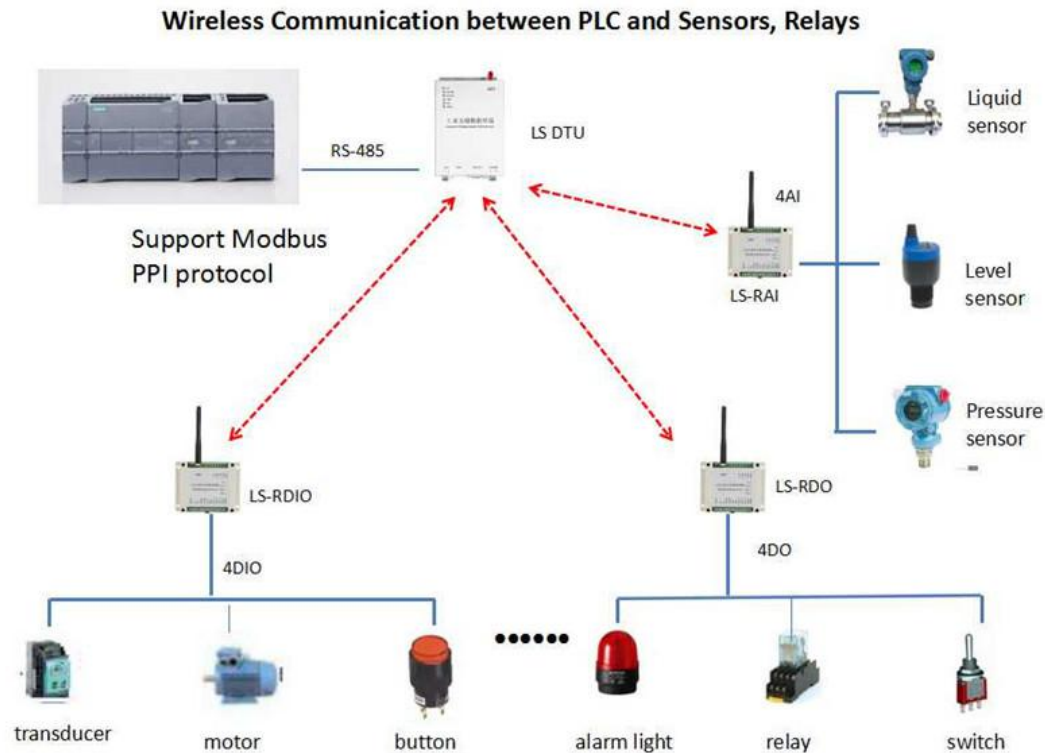 Wireless Communication between PLC and Sensors, Relays
SIEMENS
RS-485
LS DTU
Support Modbus
PPI protocol
4AI
LS-RAI
Liquid
sensor
Level
sensor
Pressure
sensor
LS-RDIO
LS-RDO
4DIO
4DO
transducer
motor
button
alarm light
relay
switch